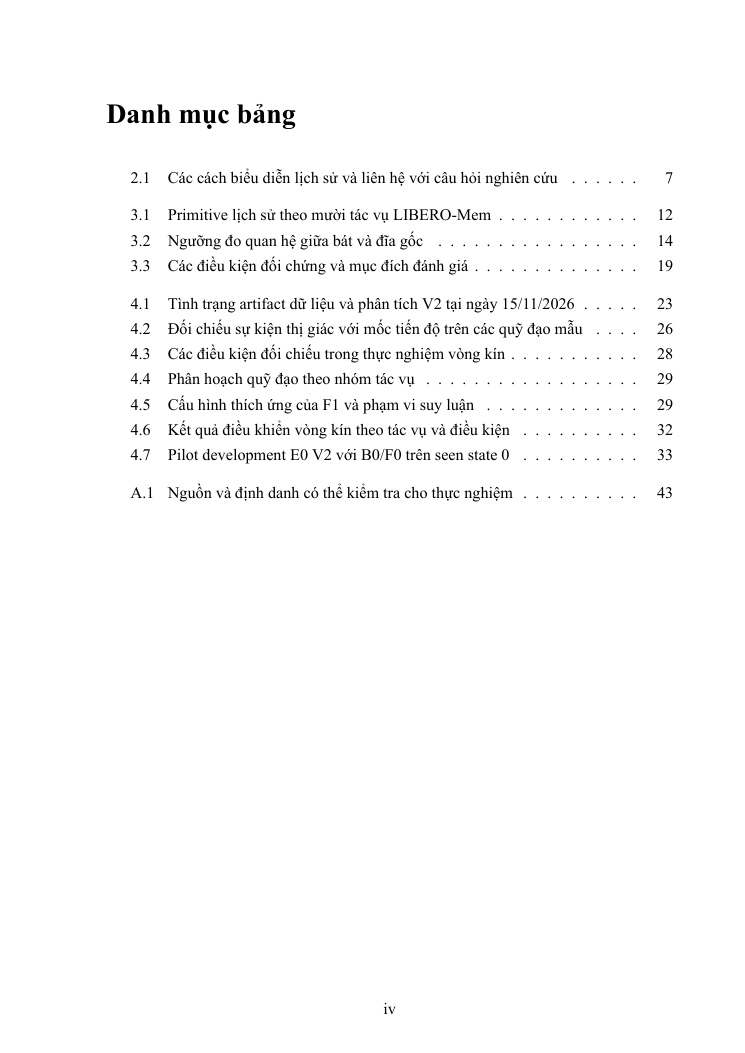 Danh mục bảng
2.1 Các cách biểu diễn lịch sử và liên hệ với câu hỏi nghiên cứu . . . . . . 7
3.1 Primitive lịch sử theo mười tác vụ LIBERO-Mem . . . . . . . . . . . . 12
3.2 Ngưỡng đo quan hệ giữa bát và đĩa gốc . . . . . . . . . . . . . . . . . 14
3.3 Các điều kiện đối chứng và mục đích đánh giá . . . . . . . . . . . . . . 19
4.1 Tình trạng artifact dữ liệu và phân tích V2 tại ngày 15/11/2026 . . . . . 23
4.2 Đối chiếu sự kiện thị giác với mốc tiến độ trên các quỹ đạo mẫu . . . . 26
4.3 Các điều kiện đối chiếu trong thực nghiệm vòng kín . . . . . . . . . . . 28
4.4 Phân hoạch quỹ đạo theo nhóm tác vụ . . . . . . . . . . . . . . . . . . 29
4.5 Cấu hình thích ứng của F1 và phạm vi suy luận . . . . . . . . . . . . . 29
4.6 Kết quả điều khiển vòng kín theo tác vụ và điều kiện . . . . . . . . . . 32
4.7 Pilot development E0 V2 với B0/F0 trên seen state 0 . . . . . . . . . . 33
A.1 Nguồn và định danh có thể kiểm tra cho thực nghiệm . . . . . . . . . . 43
iv